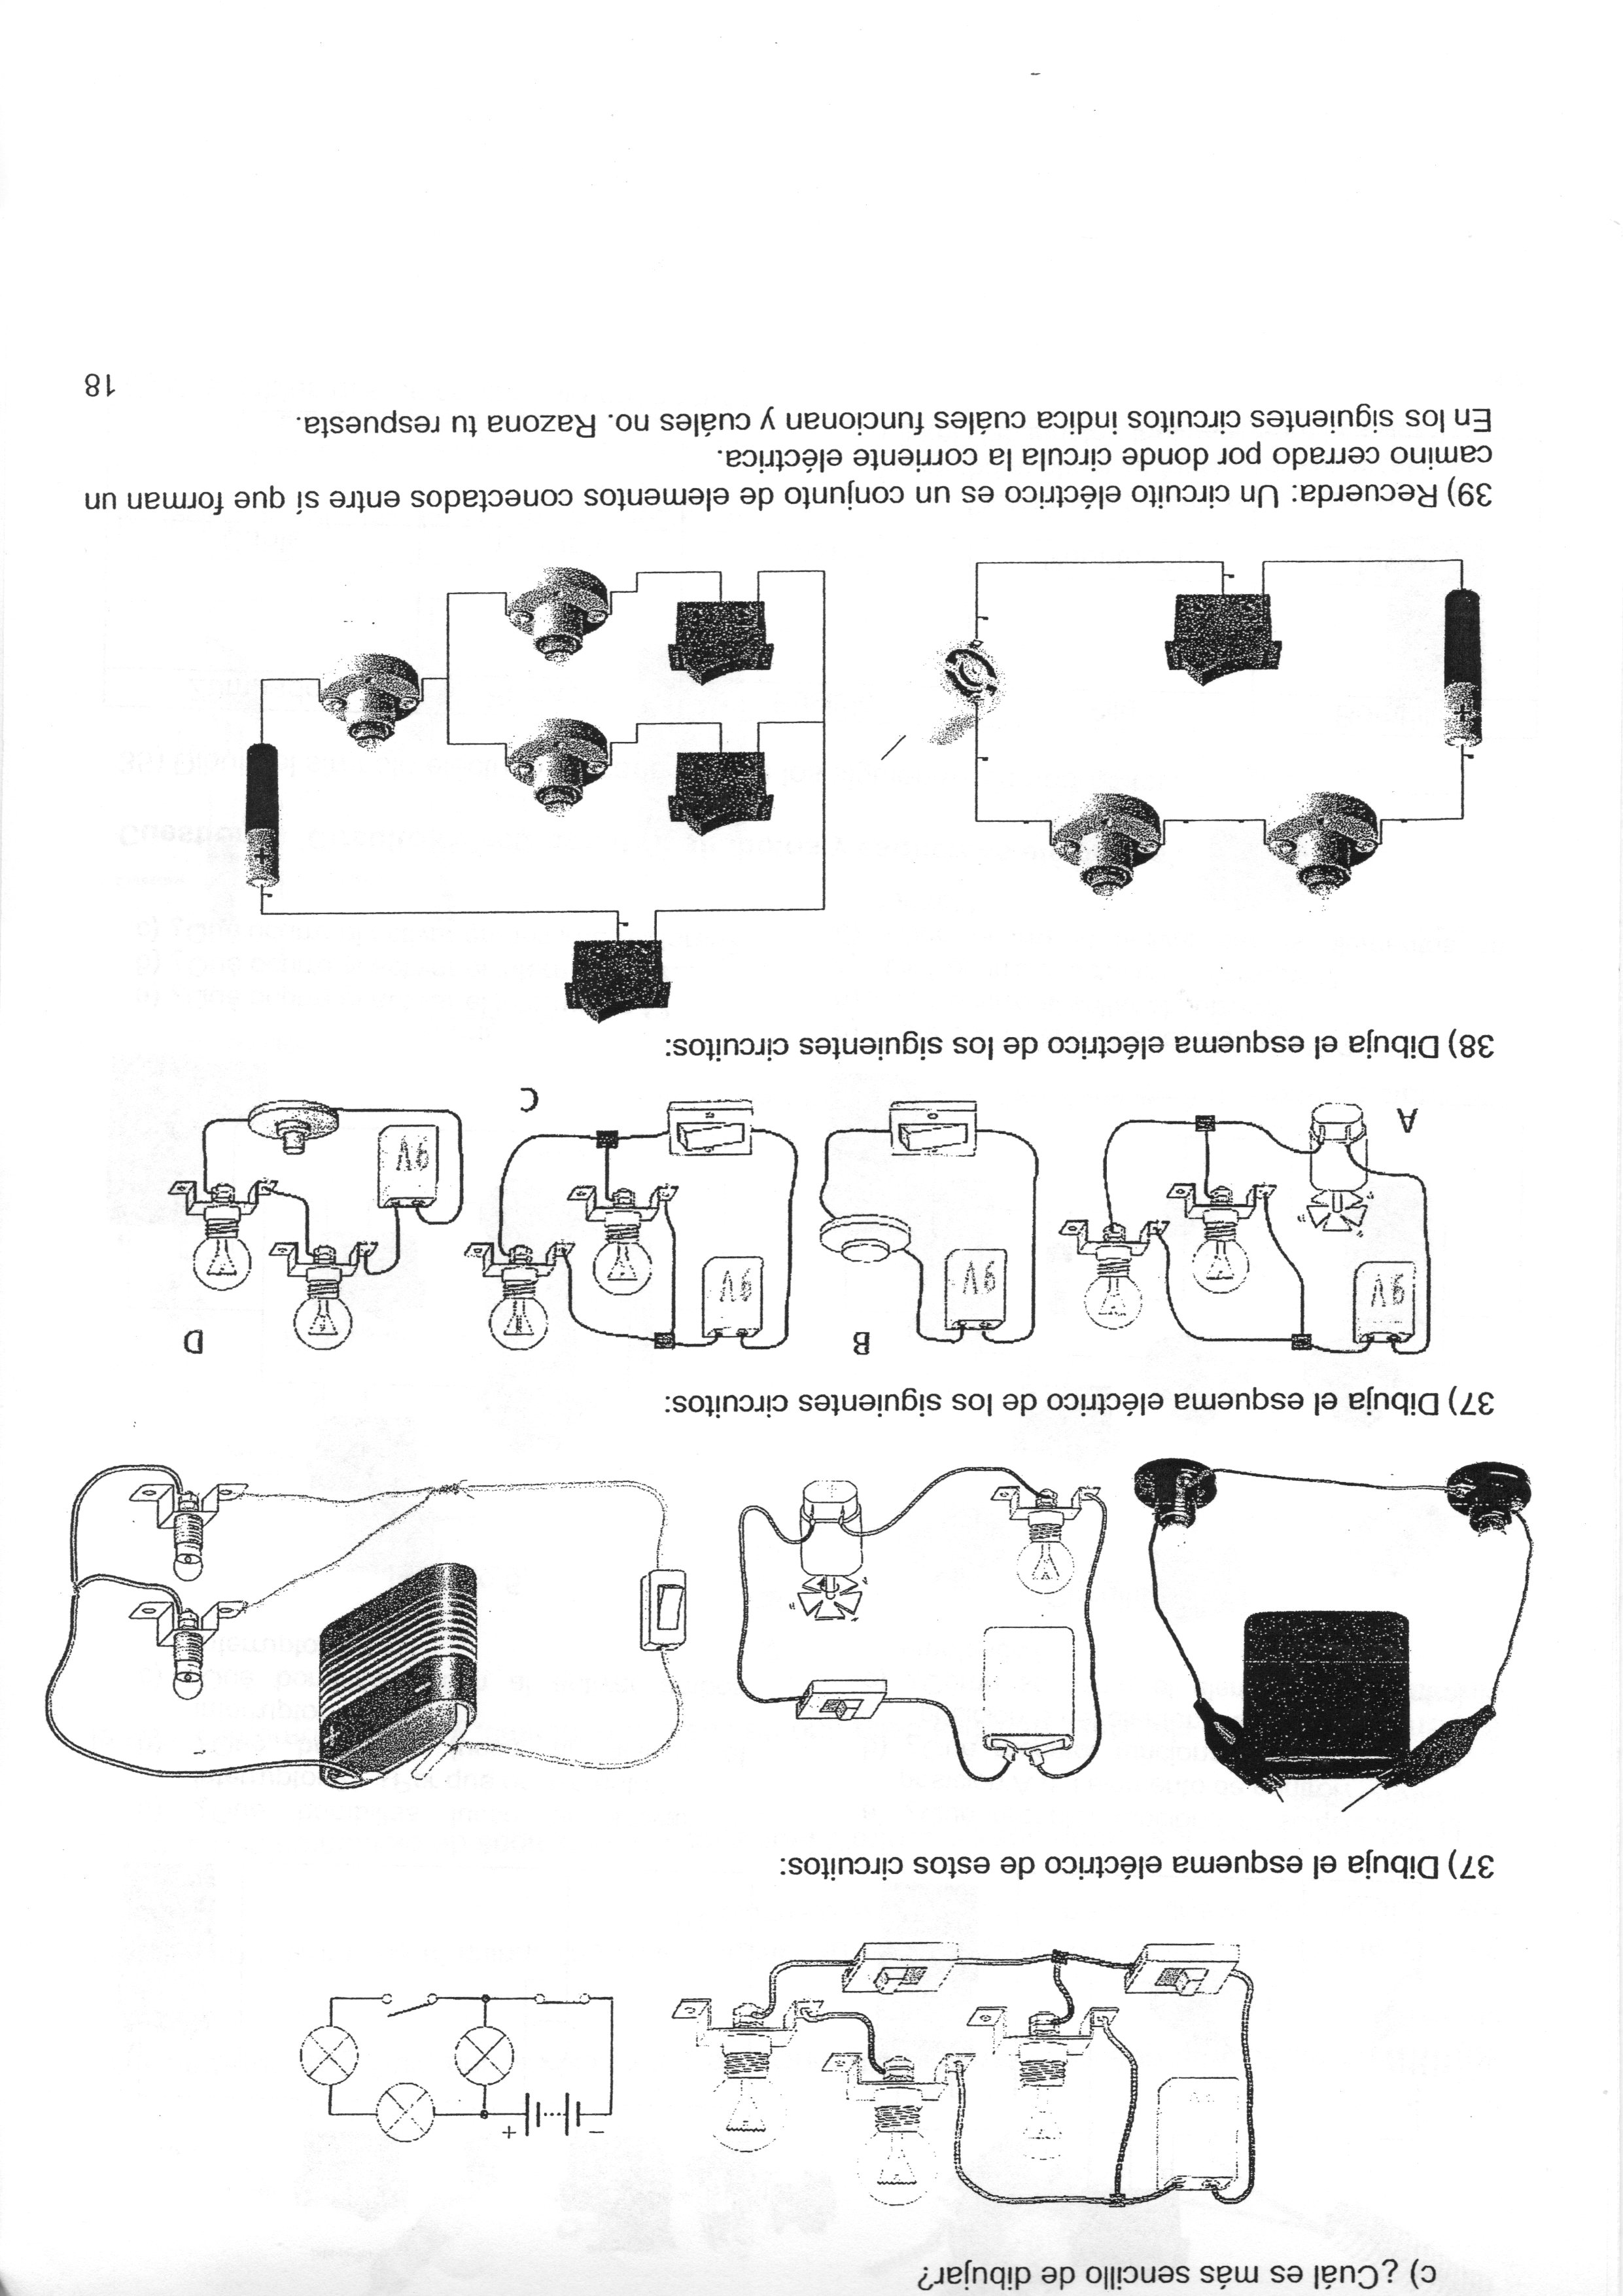 c) ¿Cuál es más sencillo de dibujar?
+
−
37) Dibuja el esquema eléctrico de estos circuitos:
+
-
37) Dibuja el esquema eléctrico de los siguientes circuitos:
B
D
9V
9V
9V
9V
A
C
38) Dibuja el esquema eléctrico de los siguientes circuitos:
+
+
39) Recuerda: Un circuito eléctrico es un conjunto de elementos conectados entre sí que forman un
camino cerrado por donde circula la corriente eléctrica.
En los siguientes circuitos indica cuáles funcionan y cuáles no. Razona tu respuesta.
18